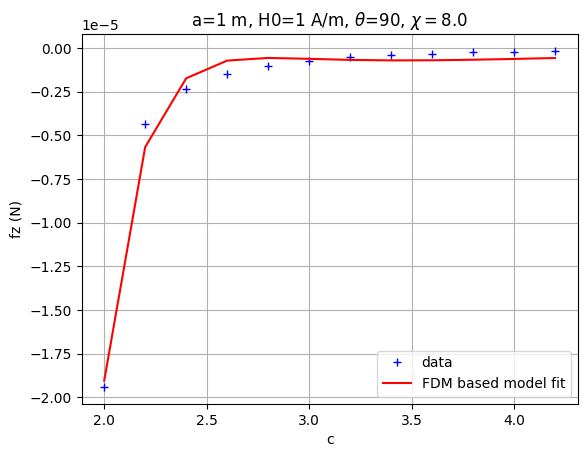 a=1 m, H0=1 A/m, θ=90, χ = 8.0
1e−5
0.00
−0.25
−0.50
−0.75
−1.00
−1.25
−1.50
−1.75
−2.00
fz (N)
data
FDM based model fit
2.0 2.5 3.0 3.5 4.0
c